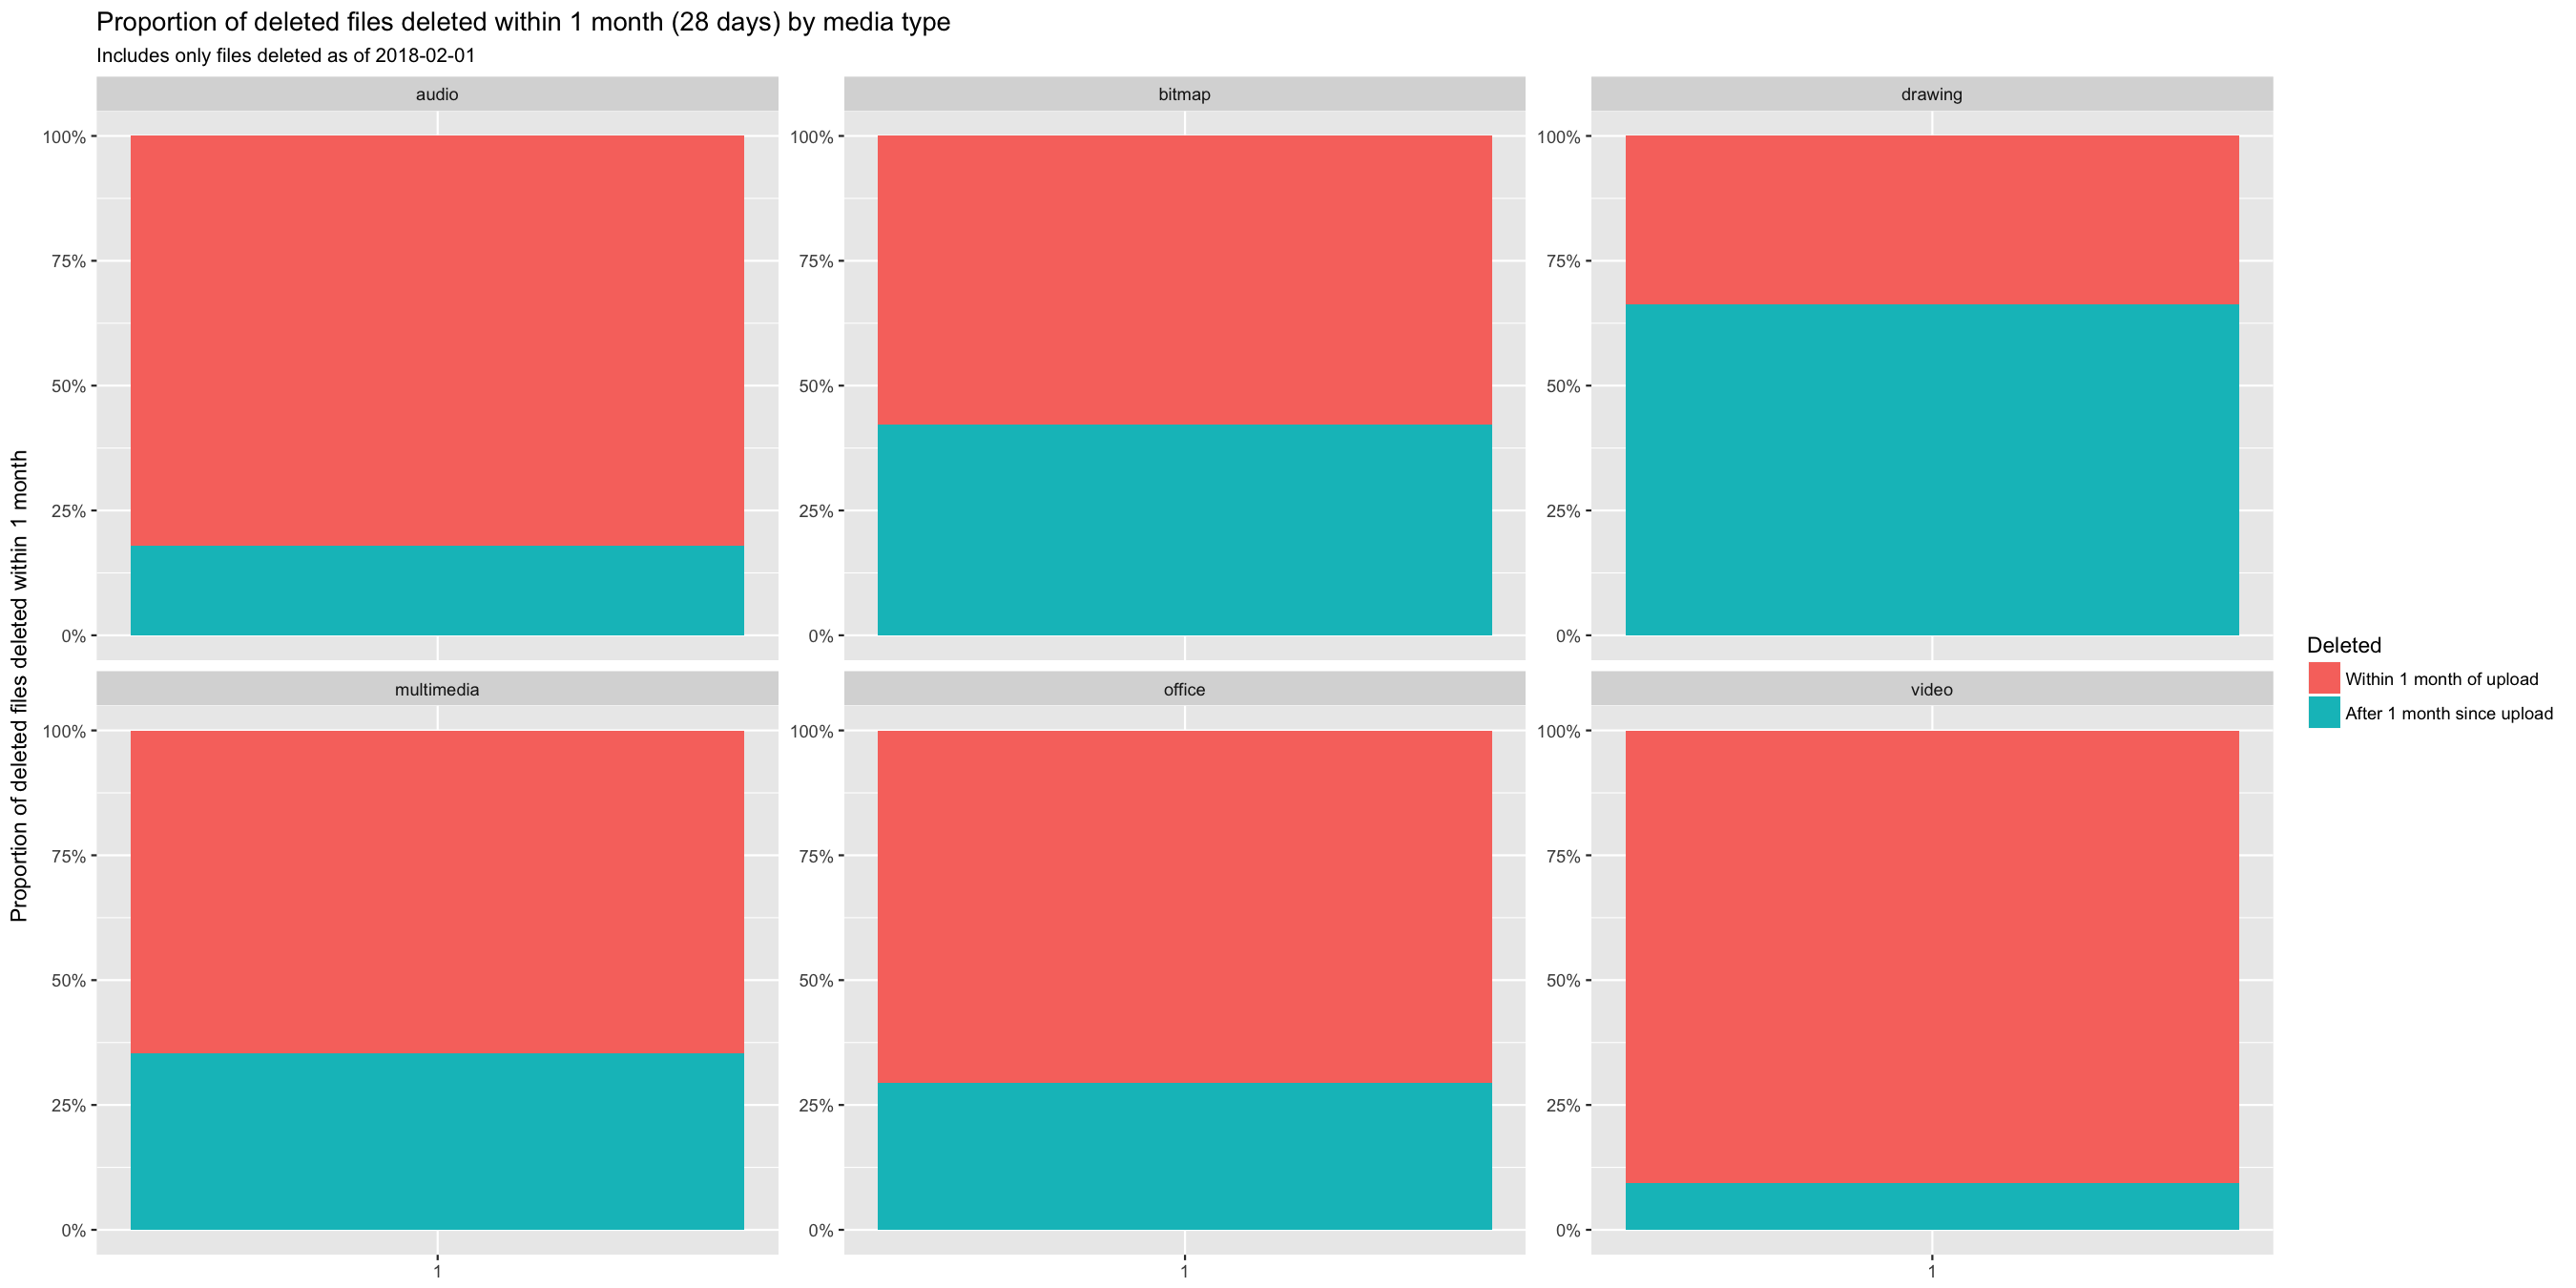 Proportion of deleted files deleted within 1 month (28 days) by media type
Includes only files deleted as of 2018-02-01
Proportion of deleted files deleted within 1 month
audio
100%
75%
50%
25%
0%
bitmap
100%
75%
50%
25%
0%
drawing
100%
75%
50%
25%
0%
multimedia
100%
75%
50%
25%
0%
1
office
100%
75%
50%
25%
0%
1
video
100%
75%
50%
25%
0%
1
Deleted
Within 1 month of upload
After 1 month since upload